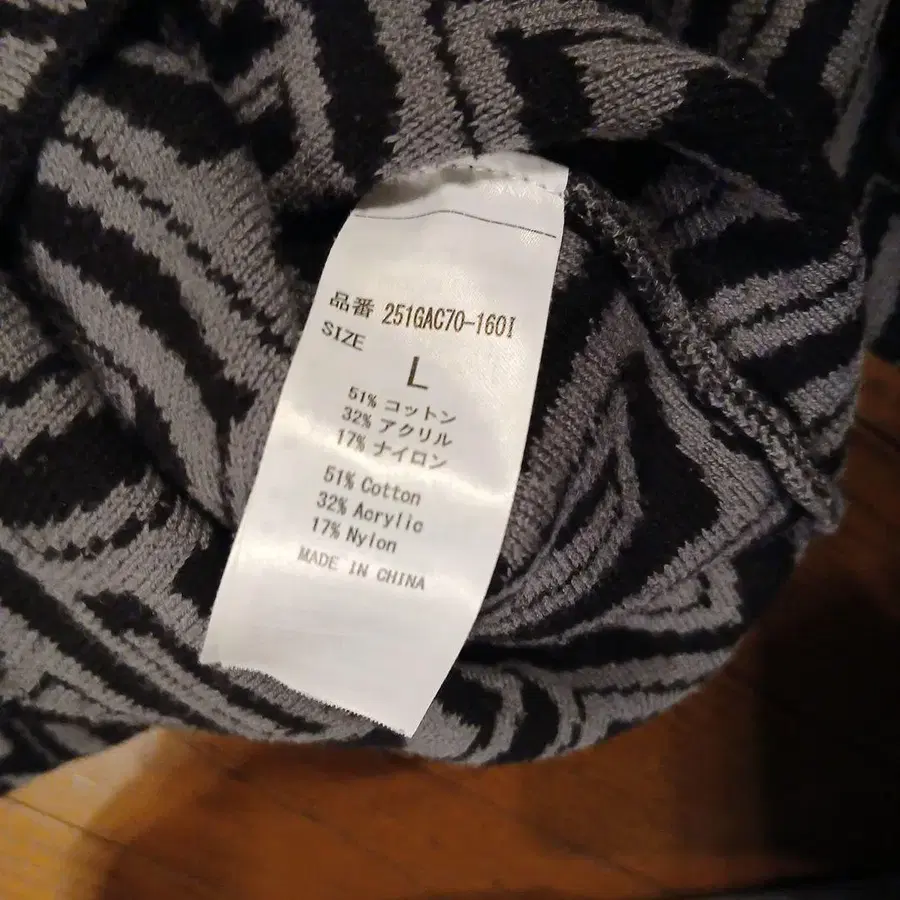 品番 251GAC70-160I
SIZE
L
51% コットン
32% アクリル
17% ナイロン
51% Cotton
32% Acrylic
17% Nylon
MADE IN CHINA